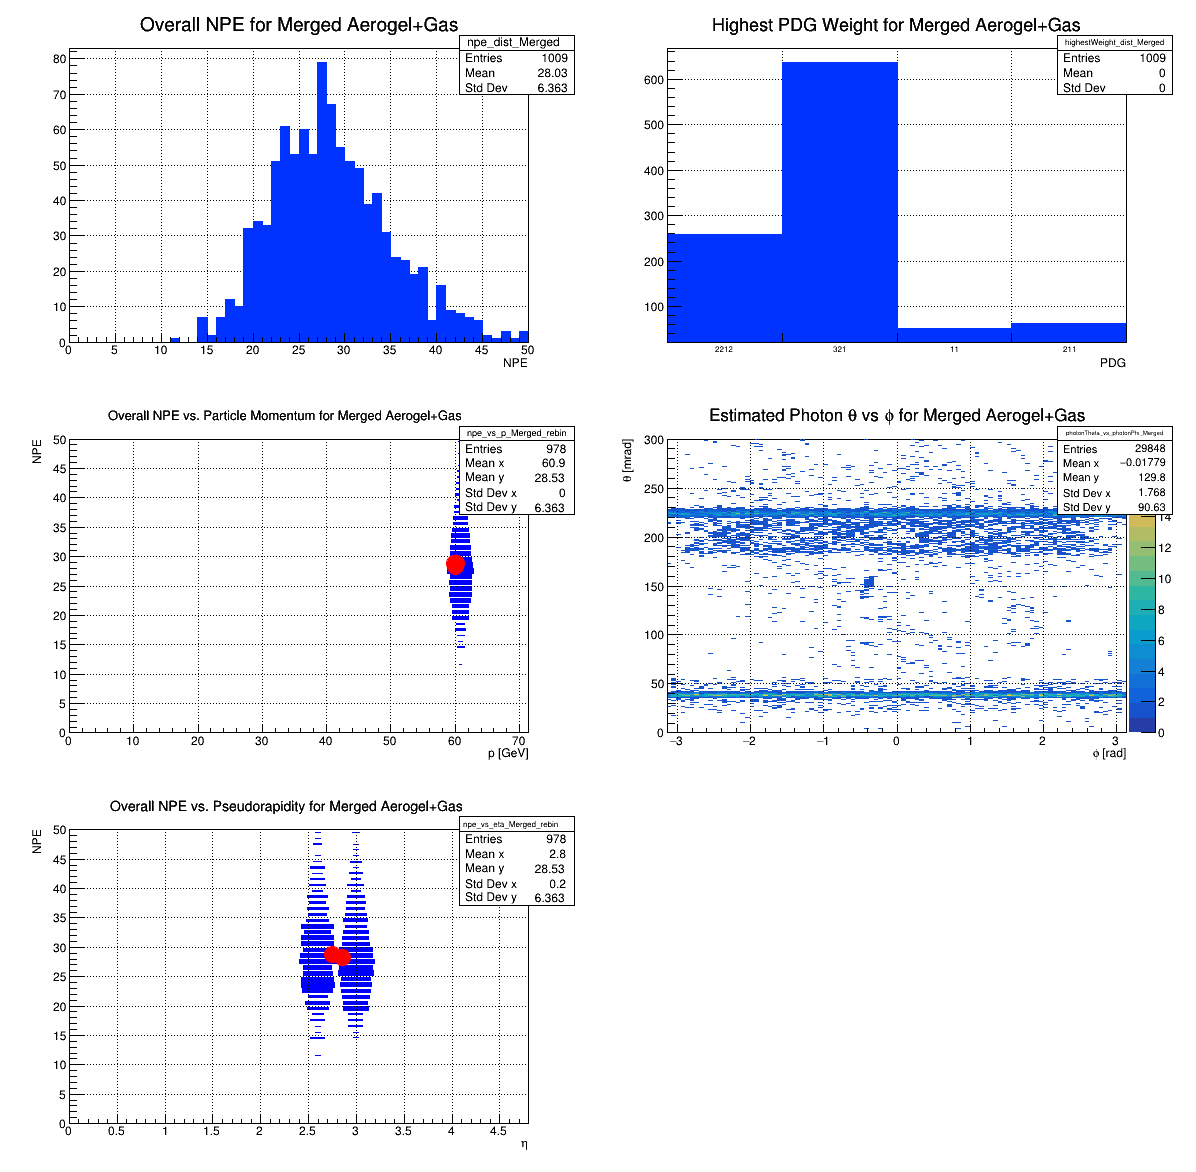 Overall NPE for Merged Aerogel+Gas
npe_dist_Merged
Entries 1009
Mean 28.03
Std Dev 6.363
80
70
60
50
40
30
20
10
0
0 5 10 15 20 25 30 35 40 45 50
NPE
Highest PDG Weight for Merged Aerogel+Gas
highestWeight_dist_Merged
Entries 1009
Mean 0
Std Dev 0
600
500
400
300
200
100
2212 321 11 211
PDG
Overall NPE vs. Particle Momentum for Merged Aerogel+Gas
npe_vs_p_Merged_rebin
Entries 978
Mean x 60.9
Mean y 28.53
Std Dev x 0
Std Dev y 6.363
NPE
50
45
40
35
30
25
20
15
10
5
0
0 10 20 30 40 50 60 70
p [GeV]
Estimated Photon θ vs ϕ for Merged Aerogel+Gas
photonTheta_vs_photonPhi_Merged
Entries 29848
Mean x −0.01779
Mean y 129.8
Std Dev x 1.768
Std Dev y 90.63
θ [mrad]
300
250
200
150
100
50
0
−3 −2 −1 0 1 2 3
ϕ [rad]
14
12
10
8
6
4
2
0
Overall NPE vs. Pseudorapidity for Merged Aerogel+Gas
npe_vs_eta_Merged_rebin
Entries 978
Mean x 2.8
Mean y 28.53
Std Dev x 0.2
Std Dev y 6.363
NPE
50
45
40
35
30
25
20
15
10
5
0
0 0.5 1 1.5 2 2.5 3 3.5 4 4.5
η